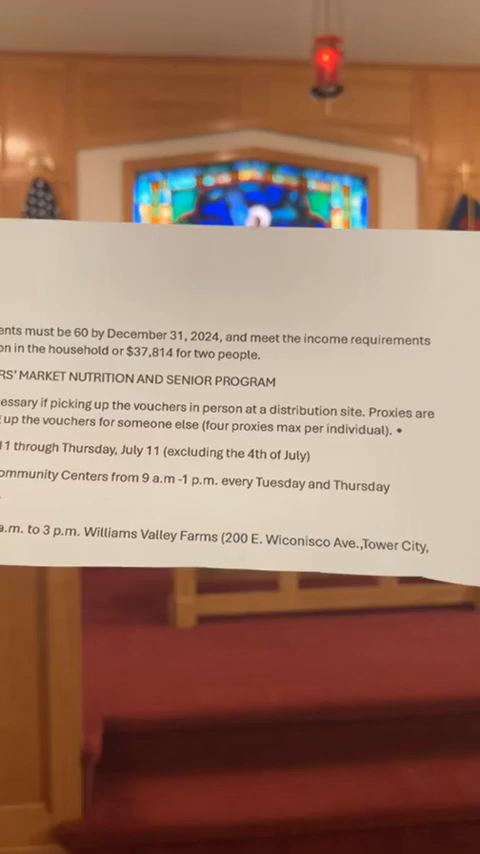 ents must be 60 by December 31, 2024, and meet the income requirements
on in the household or $37,814 for two people.
RS' MARKET NUTRITION AND SENIOR PROGRAM
essary if picking up the vouchers in person at a distribution site. Proxies are
up the vouchers for someone else (four proxies max per individual). •
11 through Thursday, July 11 (excluding the 4th of July)
ommunity Centers from 9 a.m -1 p.m. every Tuesday and Thursday
a.m. to 3 p.m. Williams Valley Farms (200 E. Wiconisco Ave.,Tower City,